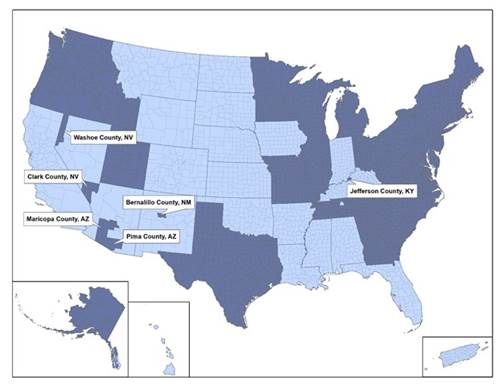 Washoe County, NV
Clark County, NV
Bernalillo County, NM
Jefferson County, KY
Maricopa County, AZ
Pima County, AZ